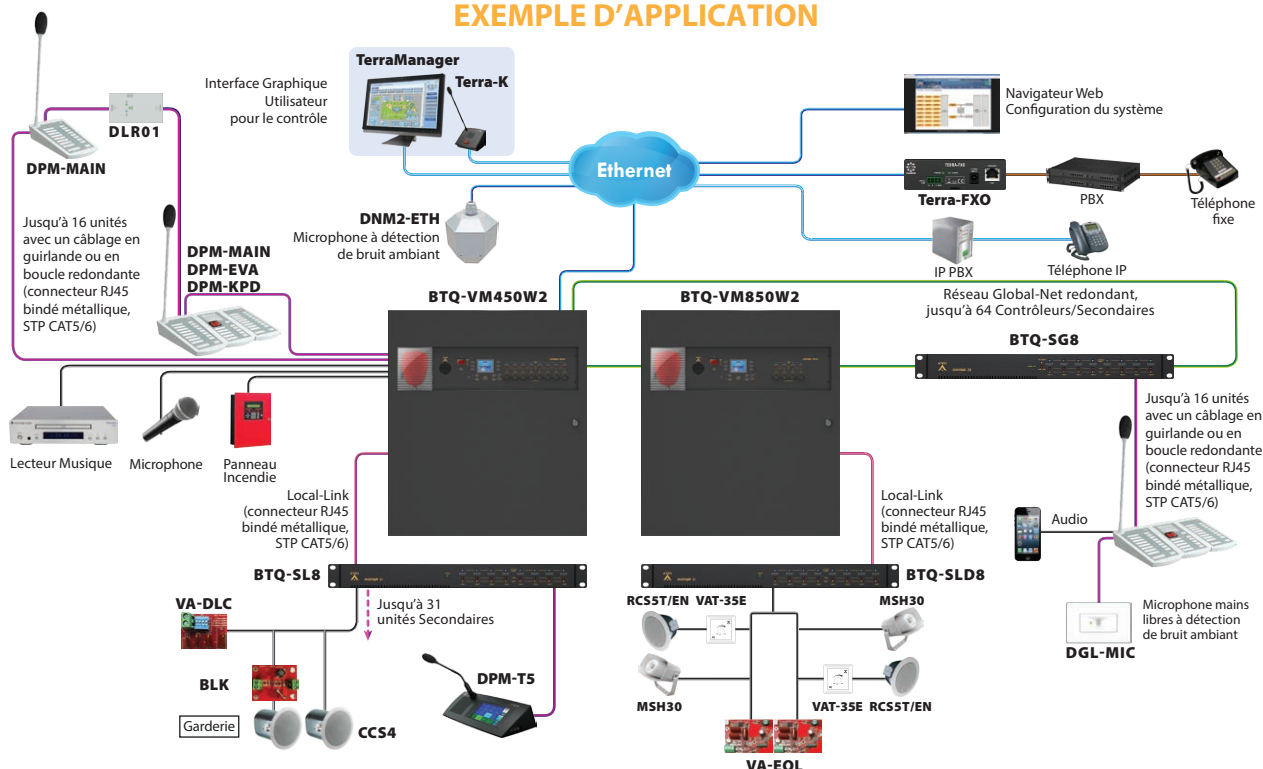 EXEMPLE D’APPLICATION
TerraManager
Terra-K
Interface Graphique
Utilisateur
pour le contrôle
DLR01
DPM-MAIN
Ethernet
Navigateur Web
Configuration du système
TERRA-FXO
Terra-FXO
PBX
Téléphone
fixe
DNM2-ETH
Microphone à détection
de bruit ambiant
IP PBX
Téléphone IP
Jusqu’à 16 unités
avec un câblage en
guirlande ou en
boucle redondante
(connecteur RJ45
bindé métallique,
STP CAT5/6)
DPM-MAIN
DPM-EVA
DPM-KPD
BTQ-VM450W2
BTQ-VM850W2
Réseau Global-Net redondant,
jusqu’à 64 Contrôleurs/Secondaires
BTQ-SG8
Lecteur Musique
Microphone
Panneau
Incendie
Local-Link
(connecteur RJ45
bindé métallique,
STP CAT5/6)
Local-Link
(connecteur RJ45
bindé métallique,
STP CAT5/6)
Jusqu’à 16 unités
avec un câblage en
guirlande ou en
boucle redondante
(connecteur RJ45
bindé métallique,
STP CAT5/6)
Audio
BTQ-SL8
BTQ-SLD8
VA-DLC
Jusqu’à 31
unités Secondaires
RCS5T/EN
VAT-35E
MSH30
Microphone mains
libres à détection
de bruit ambiant
DGL-MIC
BLK
DPM-T5
MSH30
VAT-35E
RCS5T/EN
Garderie
CCS4
VA-EOL